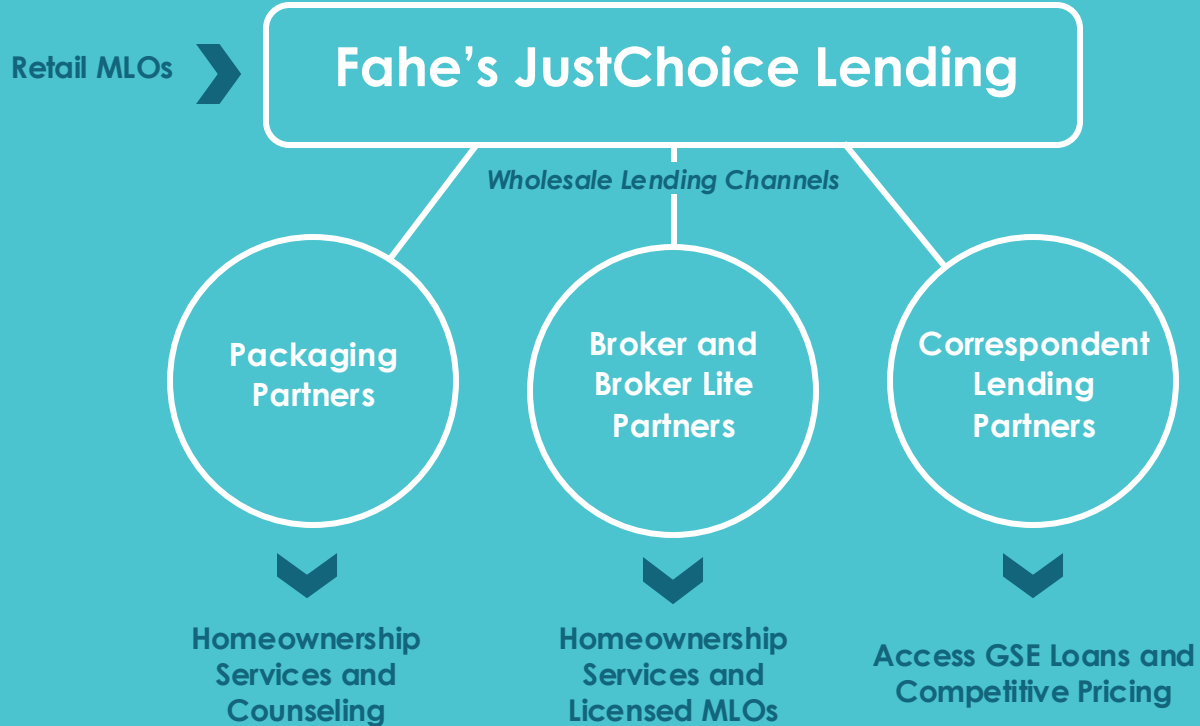 Retail MLOs
Fahe’s JustChoice Lending
Wholesale Lending Channels
Packaging
Partners
Broker and
Broker Lite
Partners
Correspondent
Lending
Partners
Homeownership
Services and
Counseling
Homeownership
Services and
Licensed MLOs
Access GSE Loans and
Competitive Pricing